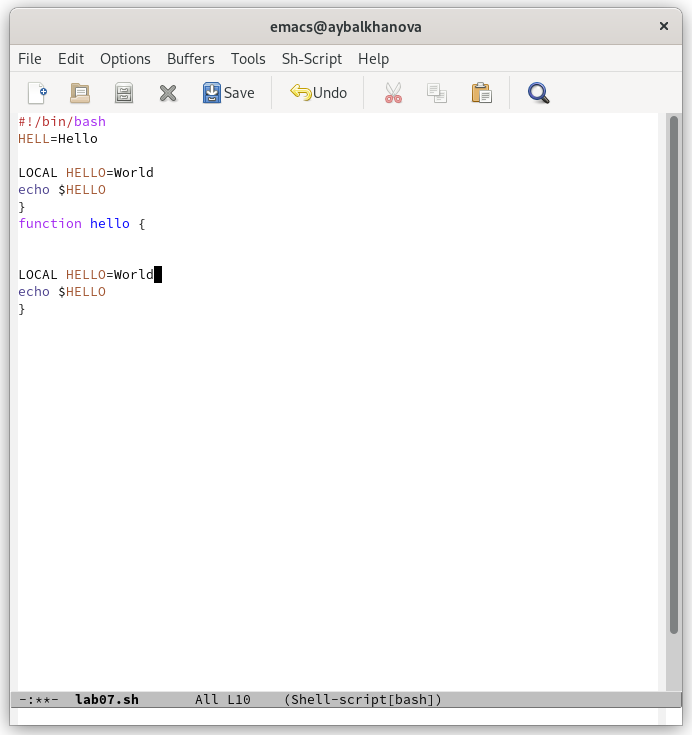 emacs@aybalkhanova ×
File Edit Options Buffers Tools Sh-Script Help
Save Undo
#!/bin/bash
HELL=Hello
LOCAL HELLO=World
echo $HELLO
}
function hello {
LOCAL HELLO=World
echo $HELLO
}
-:**- lab07.sh All L10 (Shell-script[bash])